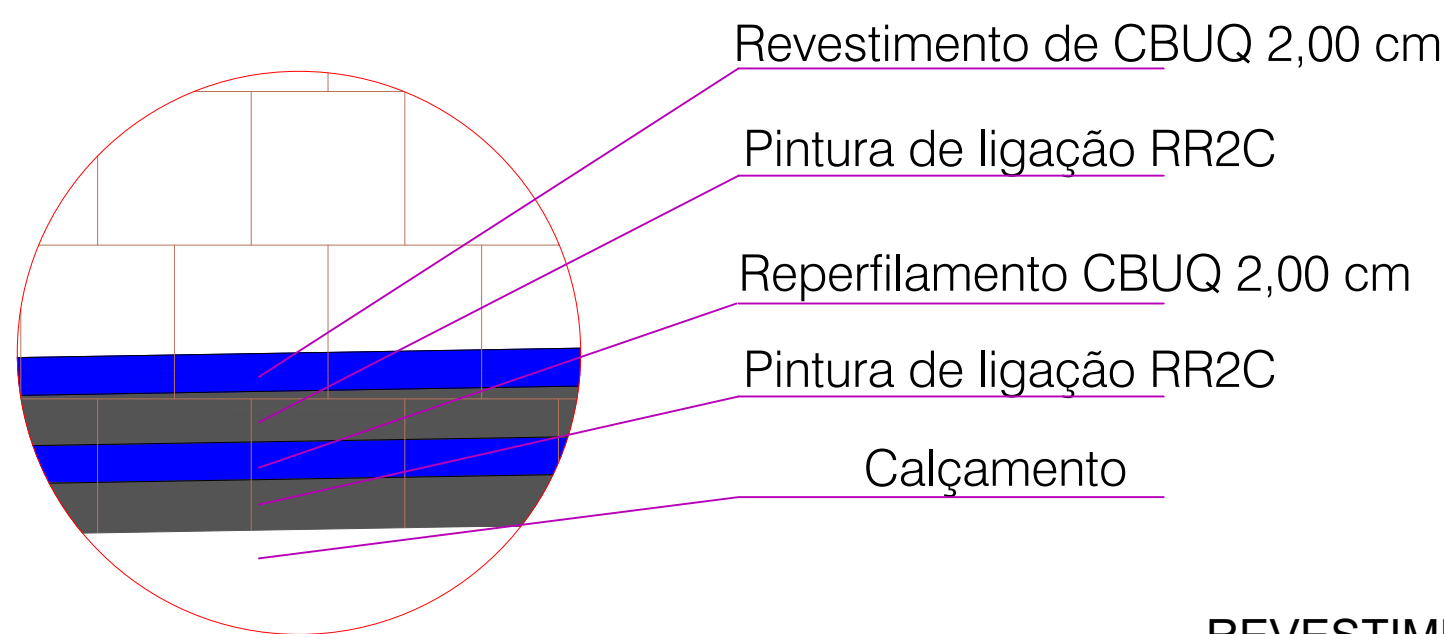 Revestimento de CBUQ 2,00 cm
Pintura de ligação RR2C
Reperfilamento CBUQ 2,00 cm
Pintura de ligação RR2C
Calçamento